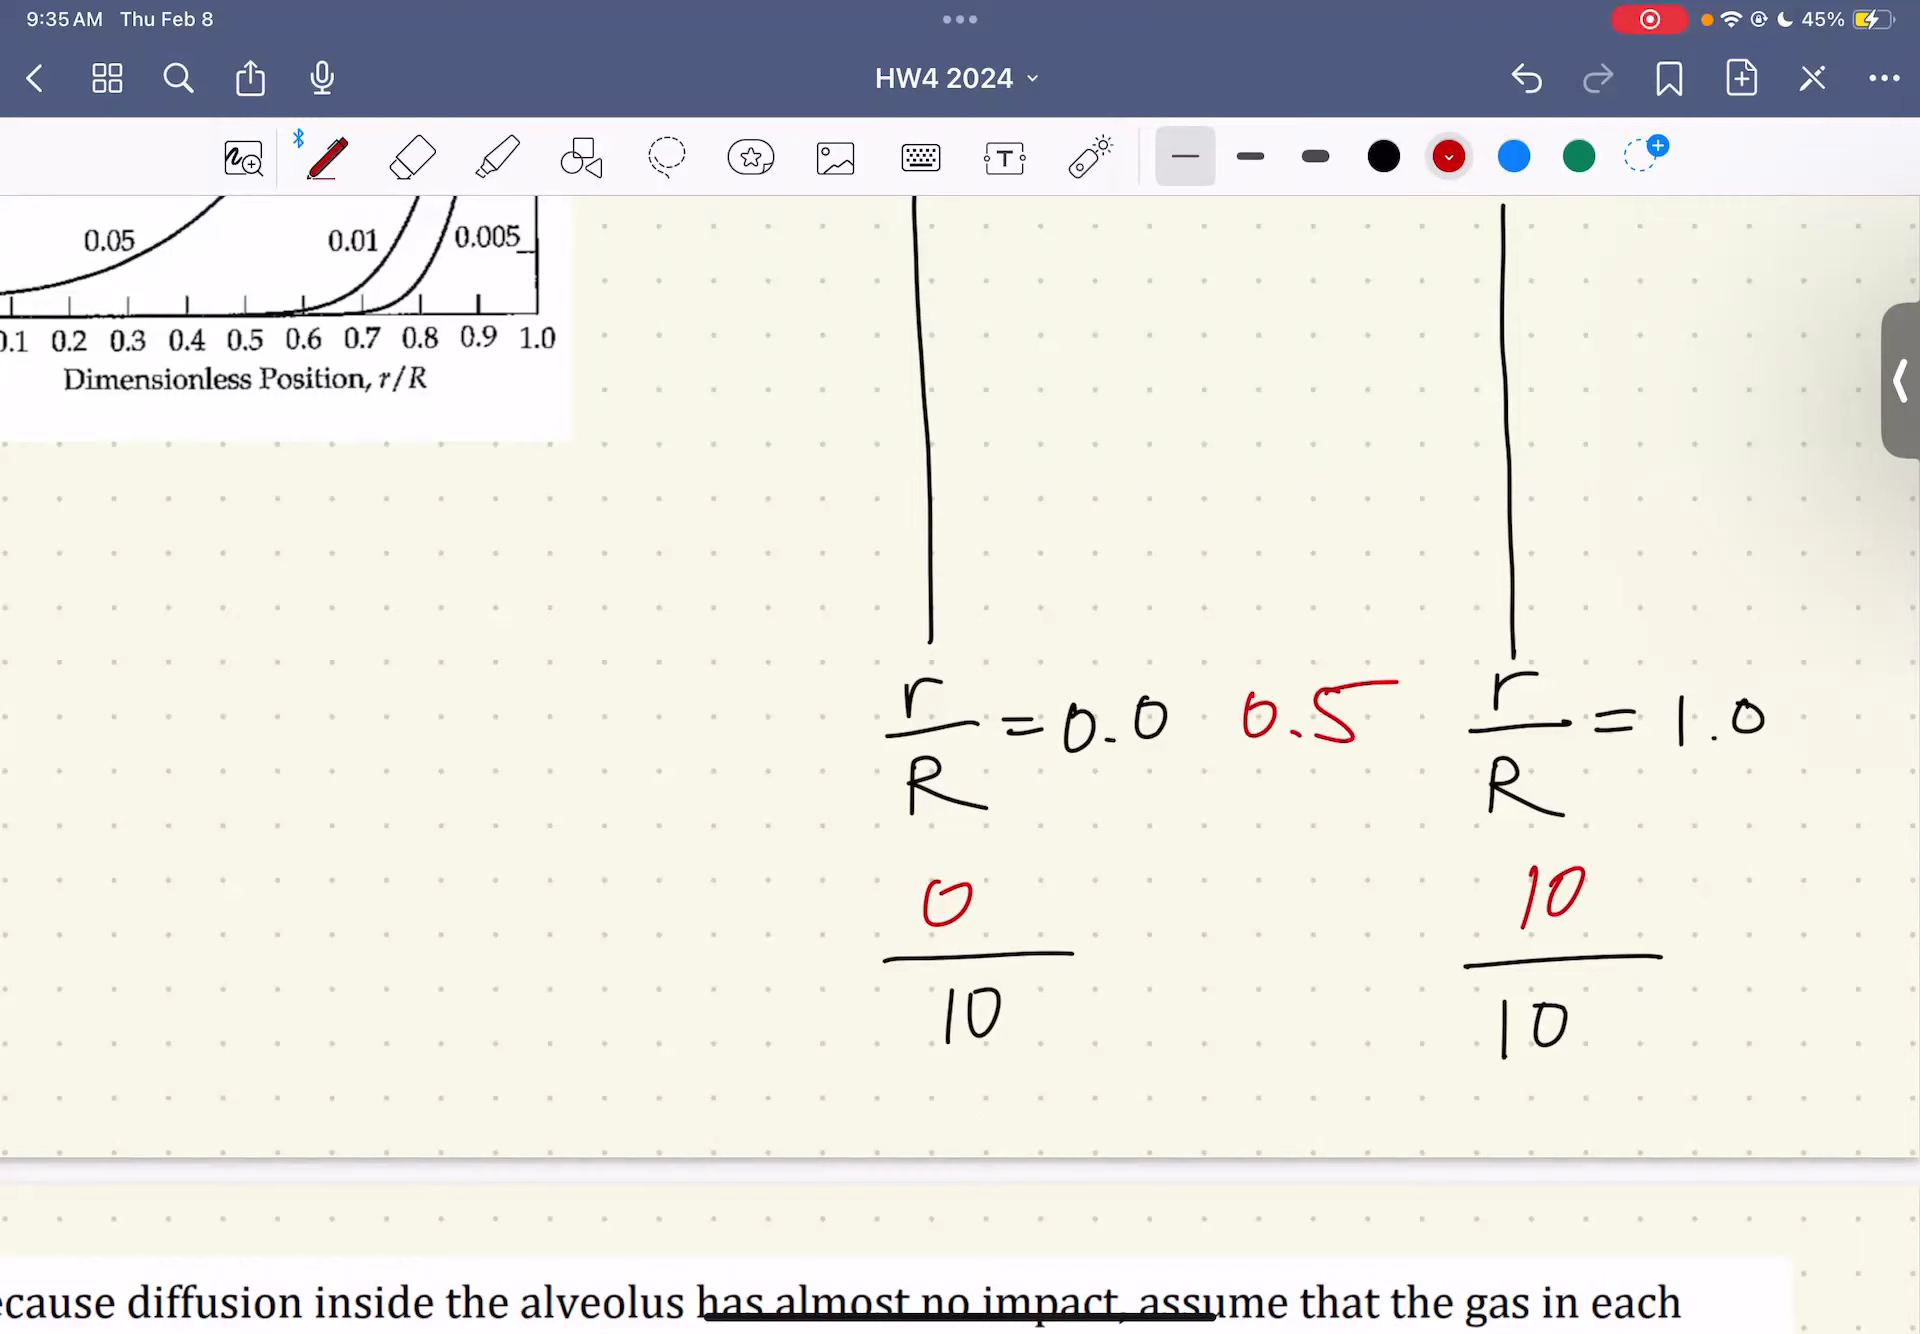 9:35 AM Thu Feb 8
45%
HW4 2024
T
0.05 0.01 0.005
0.1 0.2 0.3 0.4 0.5 0.6 0.7 0.8 0.9 1.0
Dimensionless Position, r/R
r/R = 0.0 0.5 r/R = 1.0
0/10 10/10
ecause diffusion inside the alveolus has almost no impact, assume that the gas in each